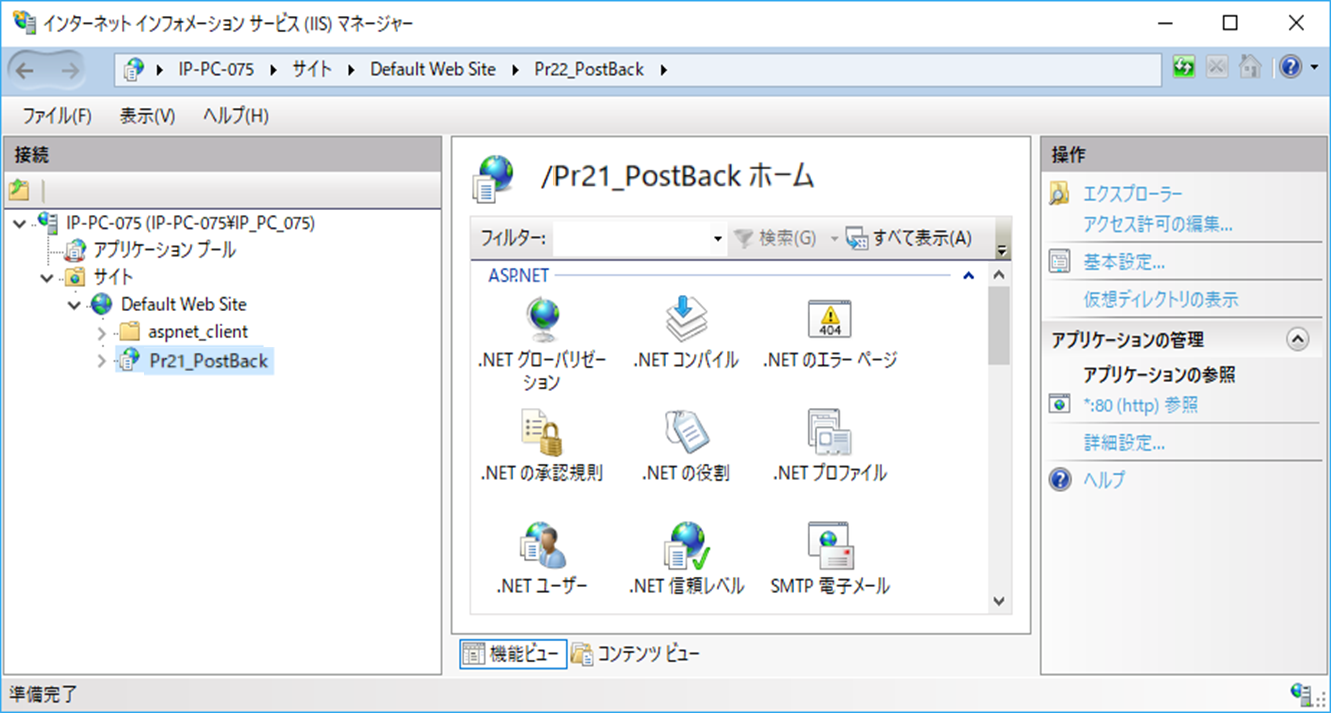 インターネット インフォメーション サービス (IIS) マネージャー
IP-PC-075 サイト Default Web Site Pr22_PostBack
ファイル(F) 表示(V) ヘルプ(H)
接続
IP-PC-075 (IP-PC-075¥IP_PC_075)
アプリケーション プール
サイト
Default Web Site
aspnet_client
Pr21_PostBack
/Pr21_PostBack ホーム
フィルター: 検索(G) すべて表示(A)
ASP.NET
.NET グローバリゼーション
.NET コンパイル
.NET のエラー ページ
404
.NET の承認規則
.NET の役割
.NET プロファイル
.NET ユーザー
.NET 信頼レベル
SMTP 電子メール
機能ビュー コンテンツ ビュー
操作
エクスプローラー
アクセス許可の編集...
基本設定...
仮想ディレクトリの表示
アプリケーションの管理
アプリケーションの参照
*:80 (http) 参照
詳細設定...
ヘルプ
準備完了